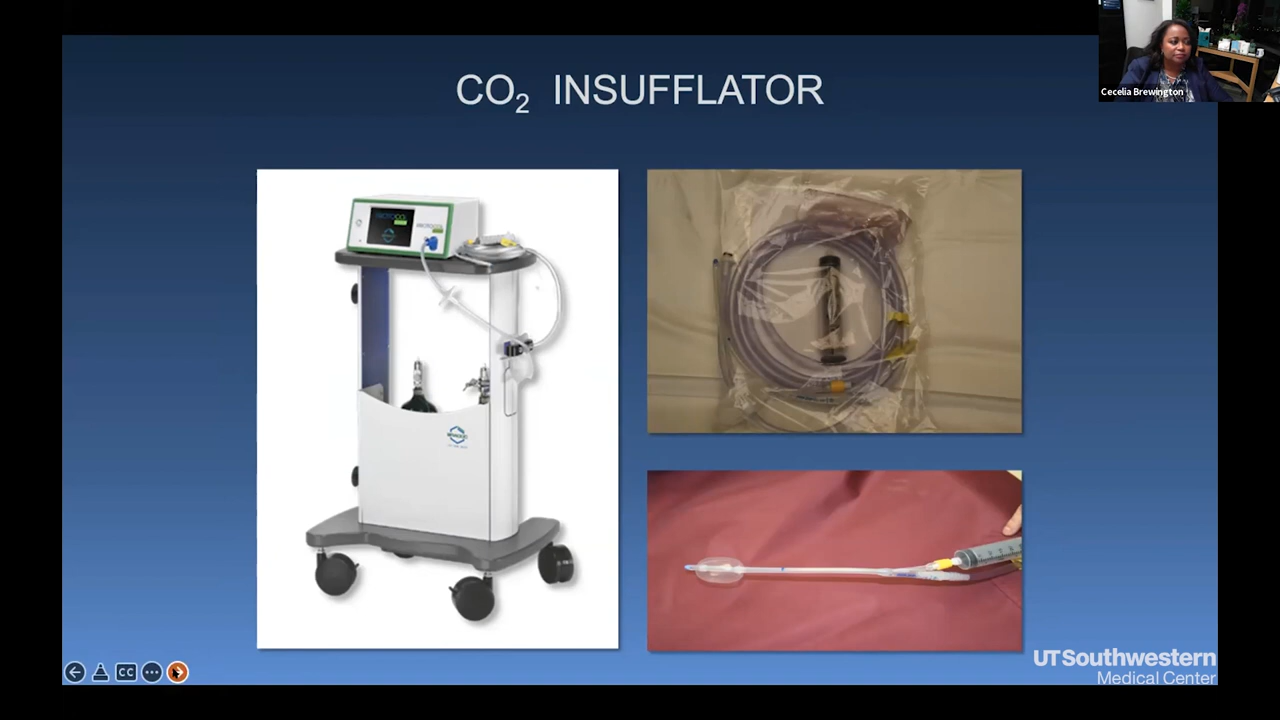 CO₂ INSUFFLATOR
Cecelia Brewington
CC
UTSouthwestern
Medical Center